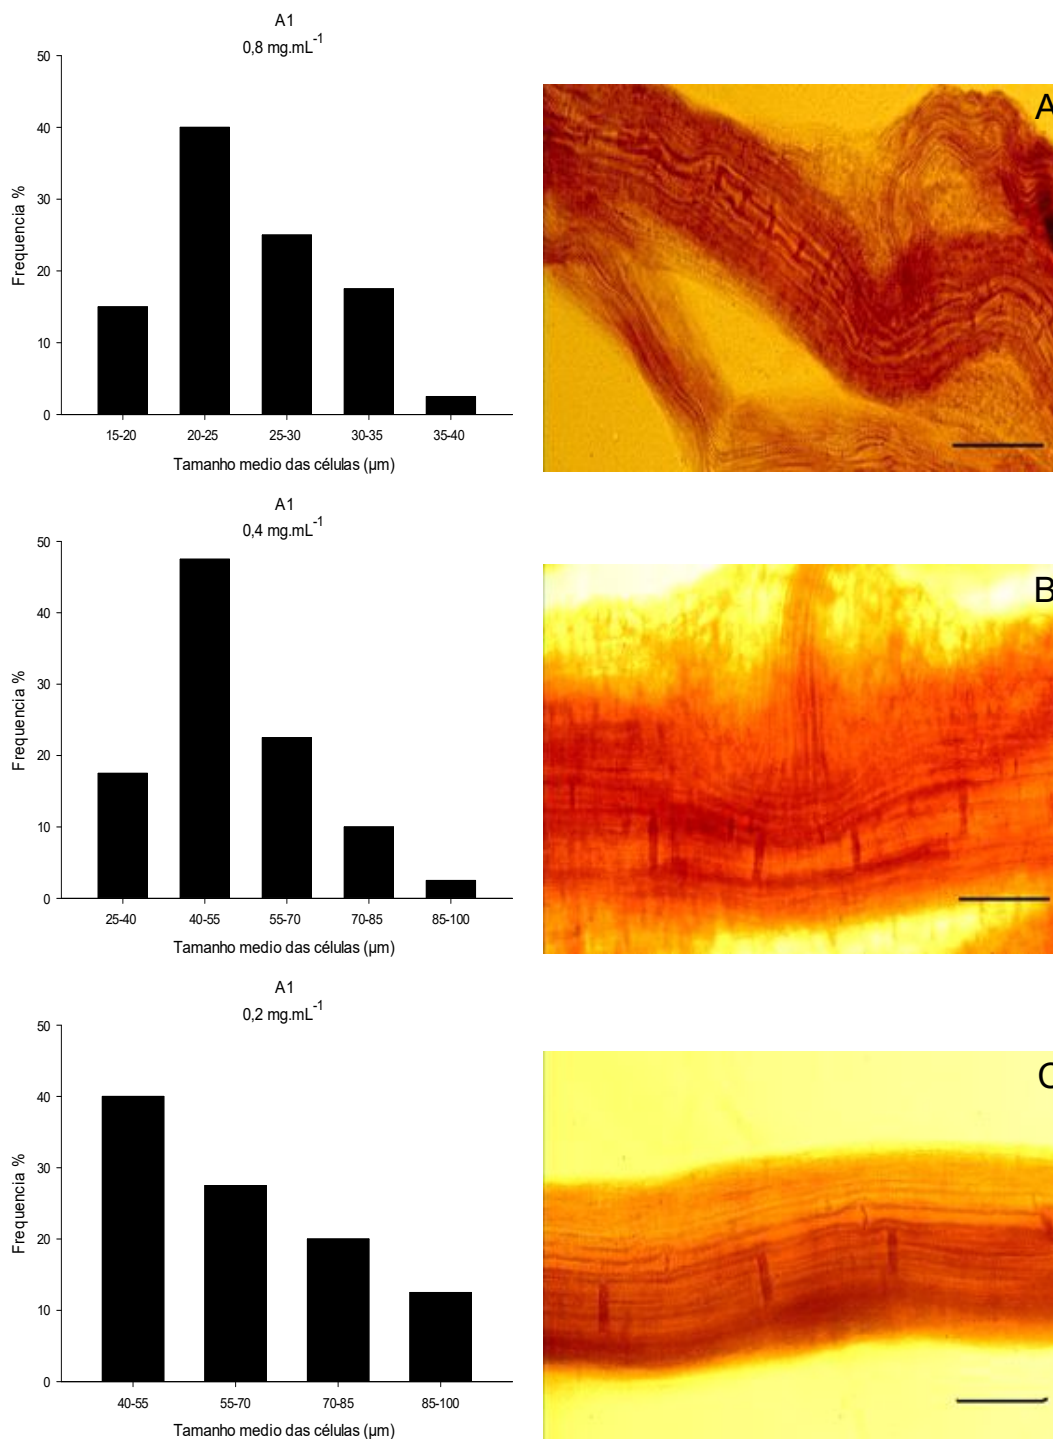 A1
0,8 mg.mL⁻¹
50
40
30
20
10
0
Frequencia %
15-20 20-25 25-30 30-35 35-40
Tamanho medio das células (µm)
A
A1
0,4 mg.mL⁻¹
50
40
30
20
10
0
Frequencia %
25-40 40-55 55-70 70-85 85-100
Tamanho medio das células (µm)
B
A1
0,2 mg.mL⁻¹
50
40
30
20
10
0
Frequencia %
40-55 55-70 70-85 85-100
Tamanho medio das células (µm)
C